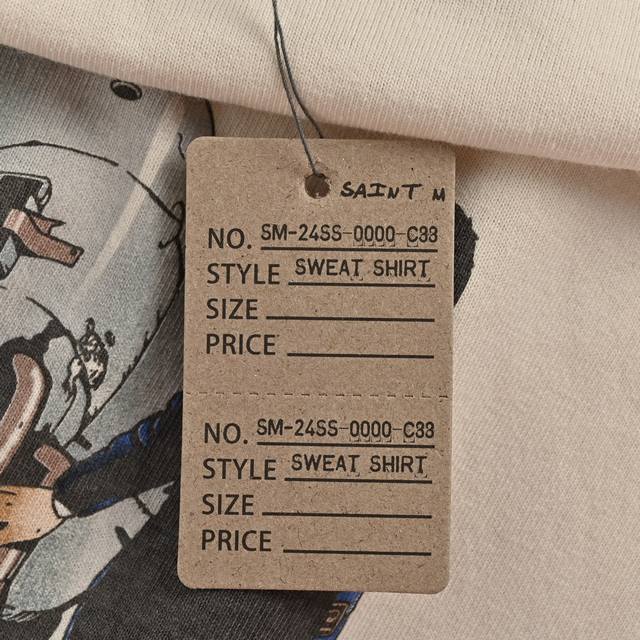 SAINT M
NO. SM-24SS-0000-C33
STYLE SWEAT SHIRT
SIZE
PRICE
NO. SM-24SS-0000-C33
STYLE SWEAT SHIRT
SIZE
PRICE